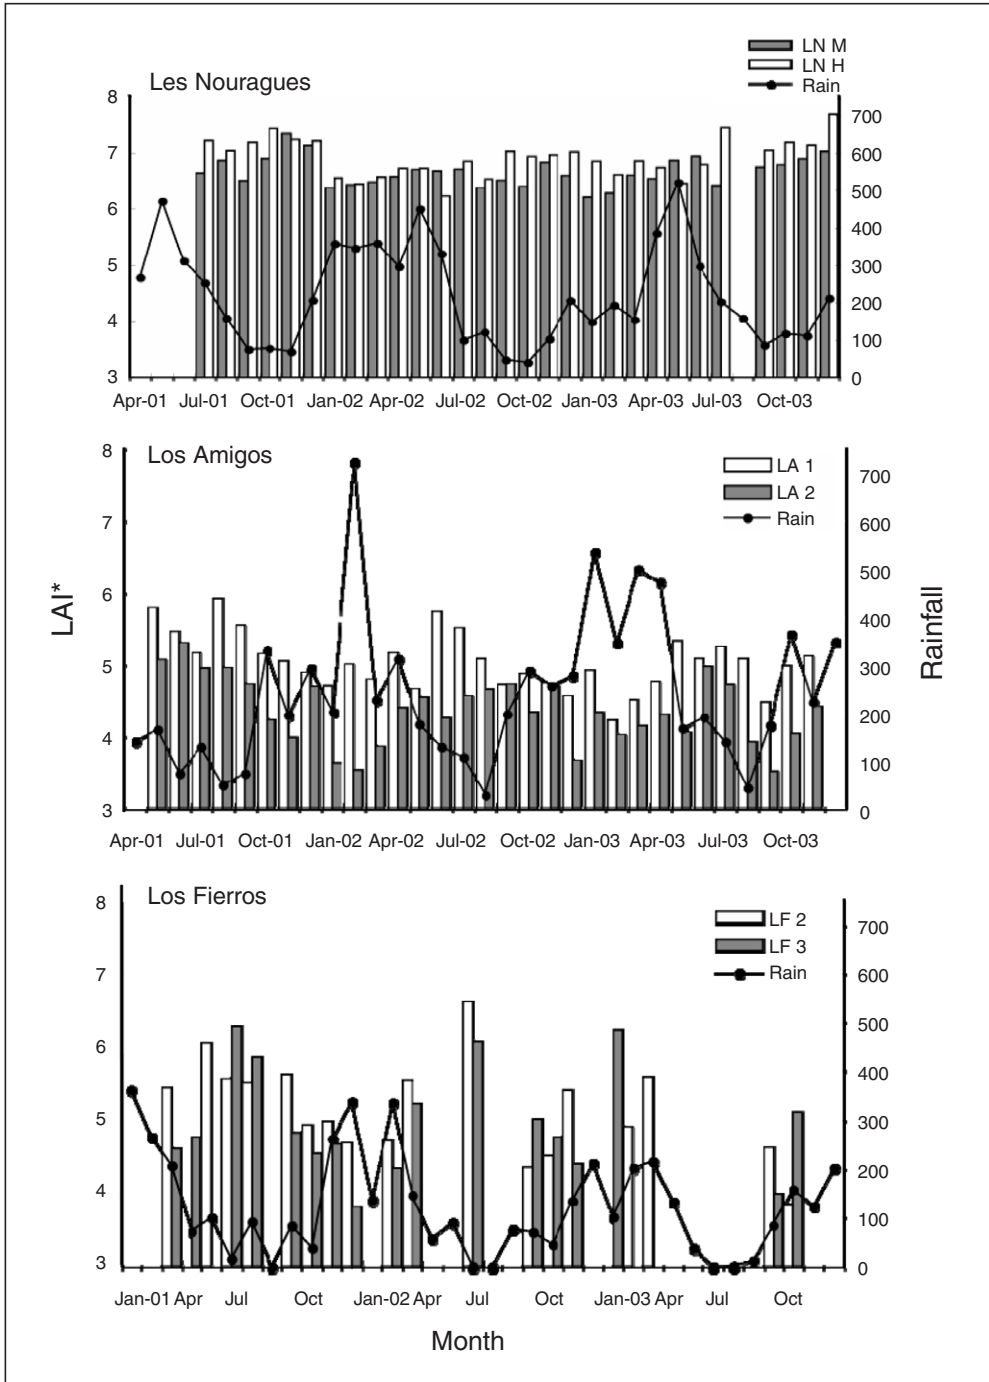 LN M
LN H
Rain
Les Nouragues
8
7
6
5
4
3
700
600
500
400
300
200
100
0
Apr-01 Jul-01 Oct-01 Jan-02 Apr-02 Jul-02 Oct-02 Jan-03 Apr-03 Jul-03 Oct-03
Los Amigos
LA 1
LA 2
Rain
8
7
6
5
4
3
700
600
500
400
300
200
100
0
Apr-01 Jul-01 Oct-01 Jan-02 Apr-02 Jul-02 Oct-02 Jan-03 Apr-03 Jul-03 Oct-03
LAI*
Rainfall
Los Fierros
LF 2
LF 3
Rain
8
7
6
5
4
3
700
600
500
400
300
200
100
0
Jan-01 Apr Jul Oct Jan-02 Apr Jul Oct Jan-03 Apr Jul Oct
Month